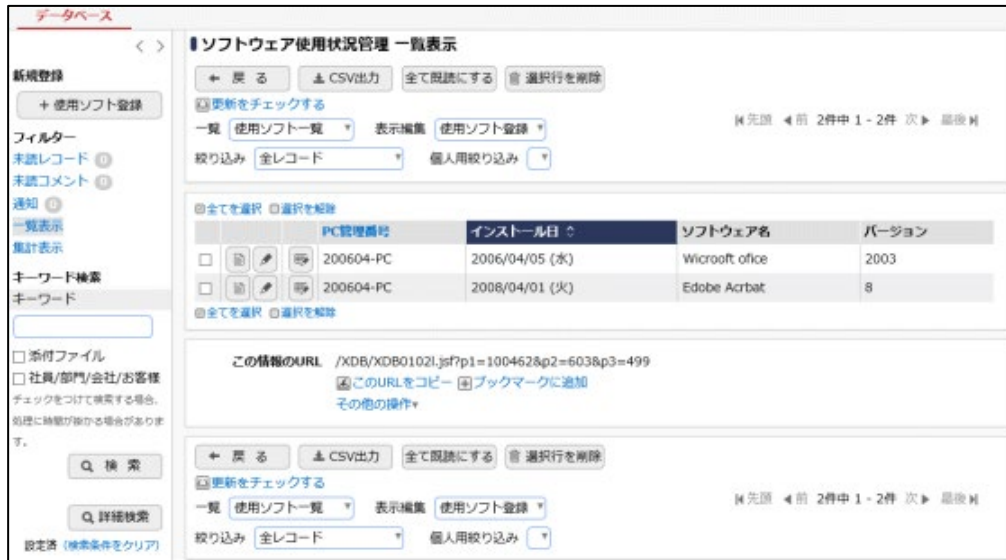 データベース
< >
新規登録
+ 使用ソフト登録
フィルター
未読レコード 0
未読コメント 0
通知 0
一覧表示
集計表示
キーワード検索
キーワード
添付ファイル
社員/部門/会社/お客様
チェックをつけて検索する場合、
処理に時間が掛かる場合がありま
す。
検 索
詳細検索
設定済 (検索条件をクリア)
ソフトウェア使用状況管理 一覧表示
戻 る CSV出力 全て既読にする 選択行を削除
更新をチェックする
一覧 使用ソフト一覧 表示編集 使用ソフト登録
先頭 前 2件中 1 - 2件 次 最後
絞り込み 全レコード 個人用絞り込み
全てを選択 選択を解除
PC管理番号 インストール日 ソフトウェア名 バージョン
200604-PC 2006/04/05 (水) Wicrooft ofice 2003
200604-PC 2008/04/01 (火) Edobe Acrbat 8
全てを選択 選択を解除
この情報のURL /XDB/XDB0102l.jsf?p1=100462&p2=603&p3=499
このURLをコピー ブックマークに追加
その他の操作▾
戻 る CSV出力 全て既読にする 選択行を削除
更新をチェックする
一覧 使用ソフト一覧 表示編集 使用ソフト登録
先頭 前 2件中 1 - 2件 次 最後
絞り込み 全レコード 個人用絞り込み